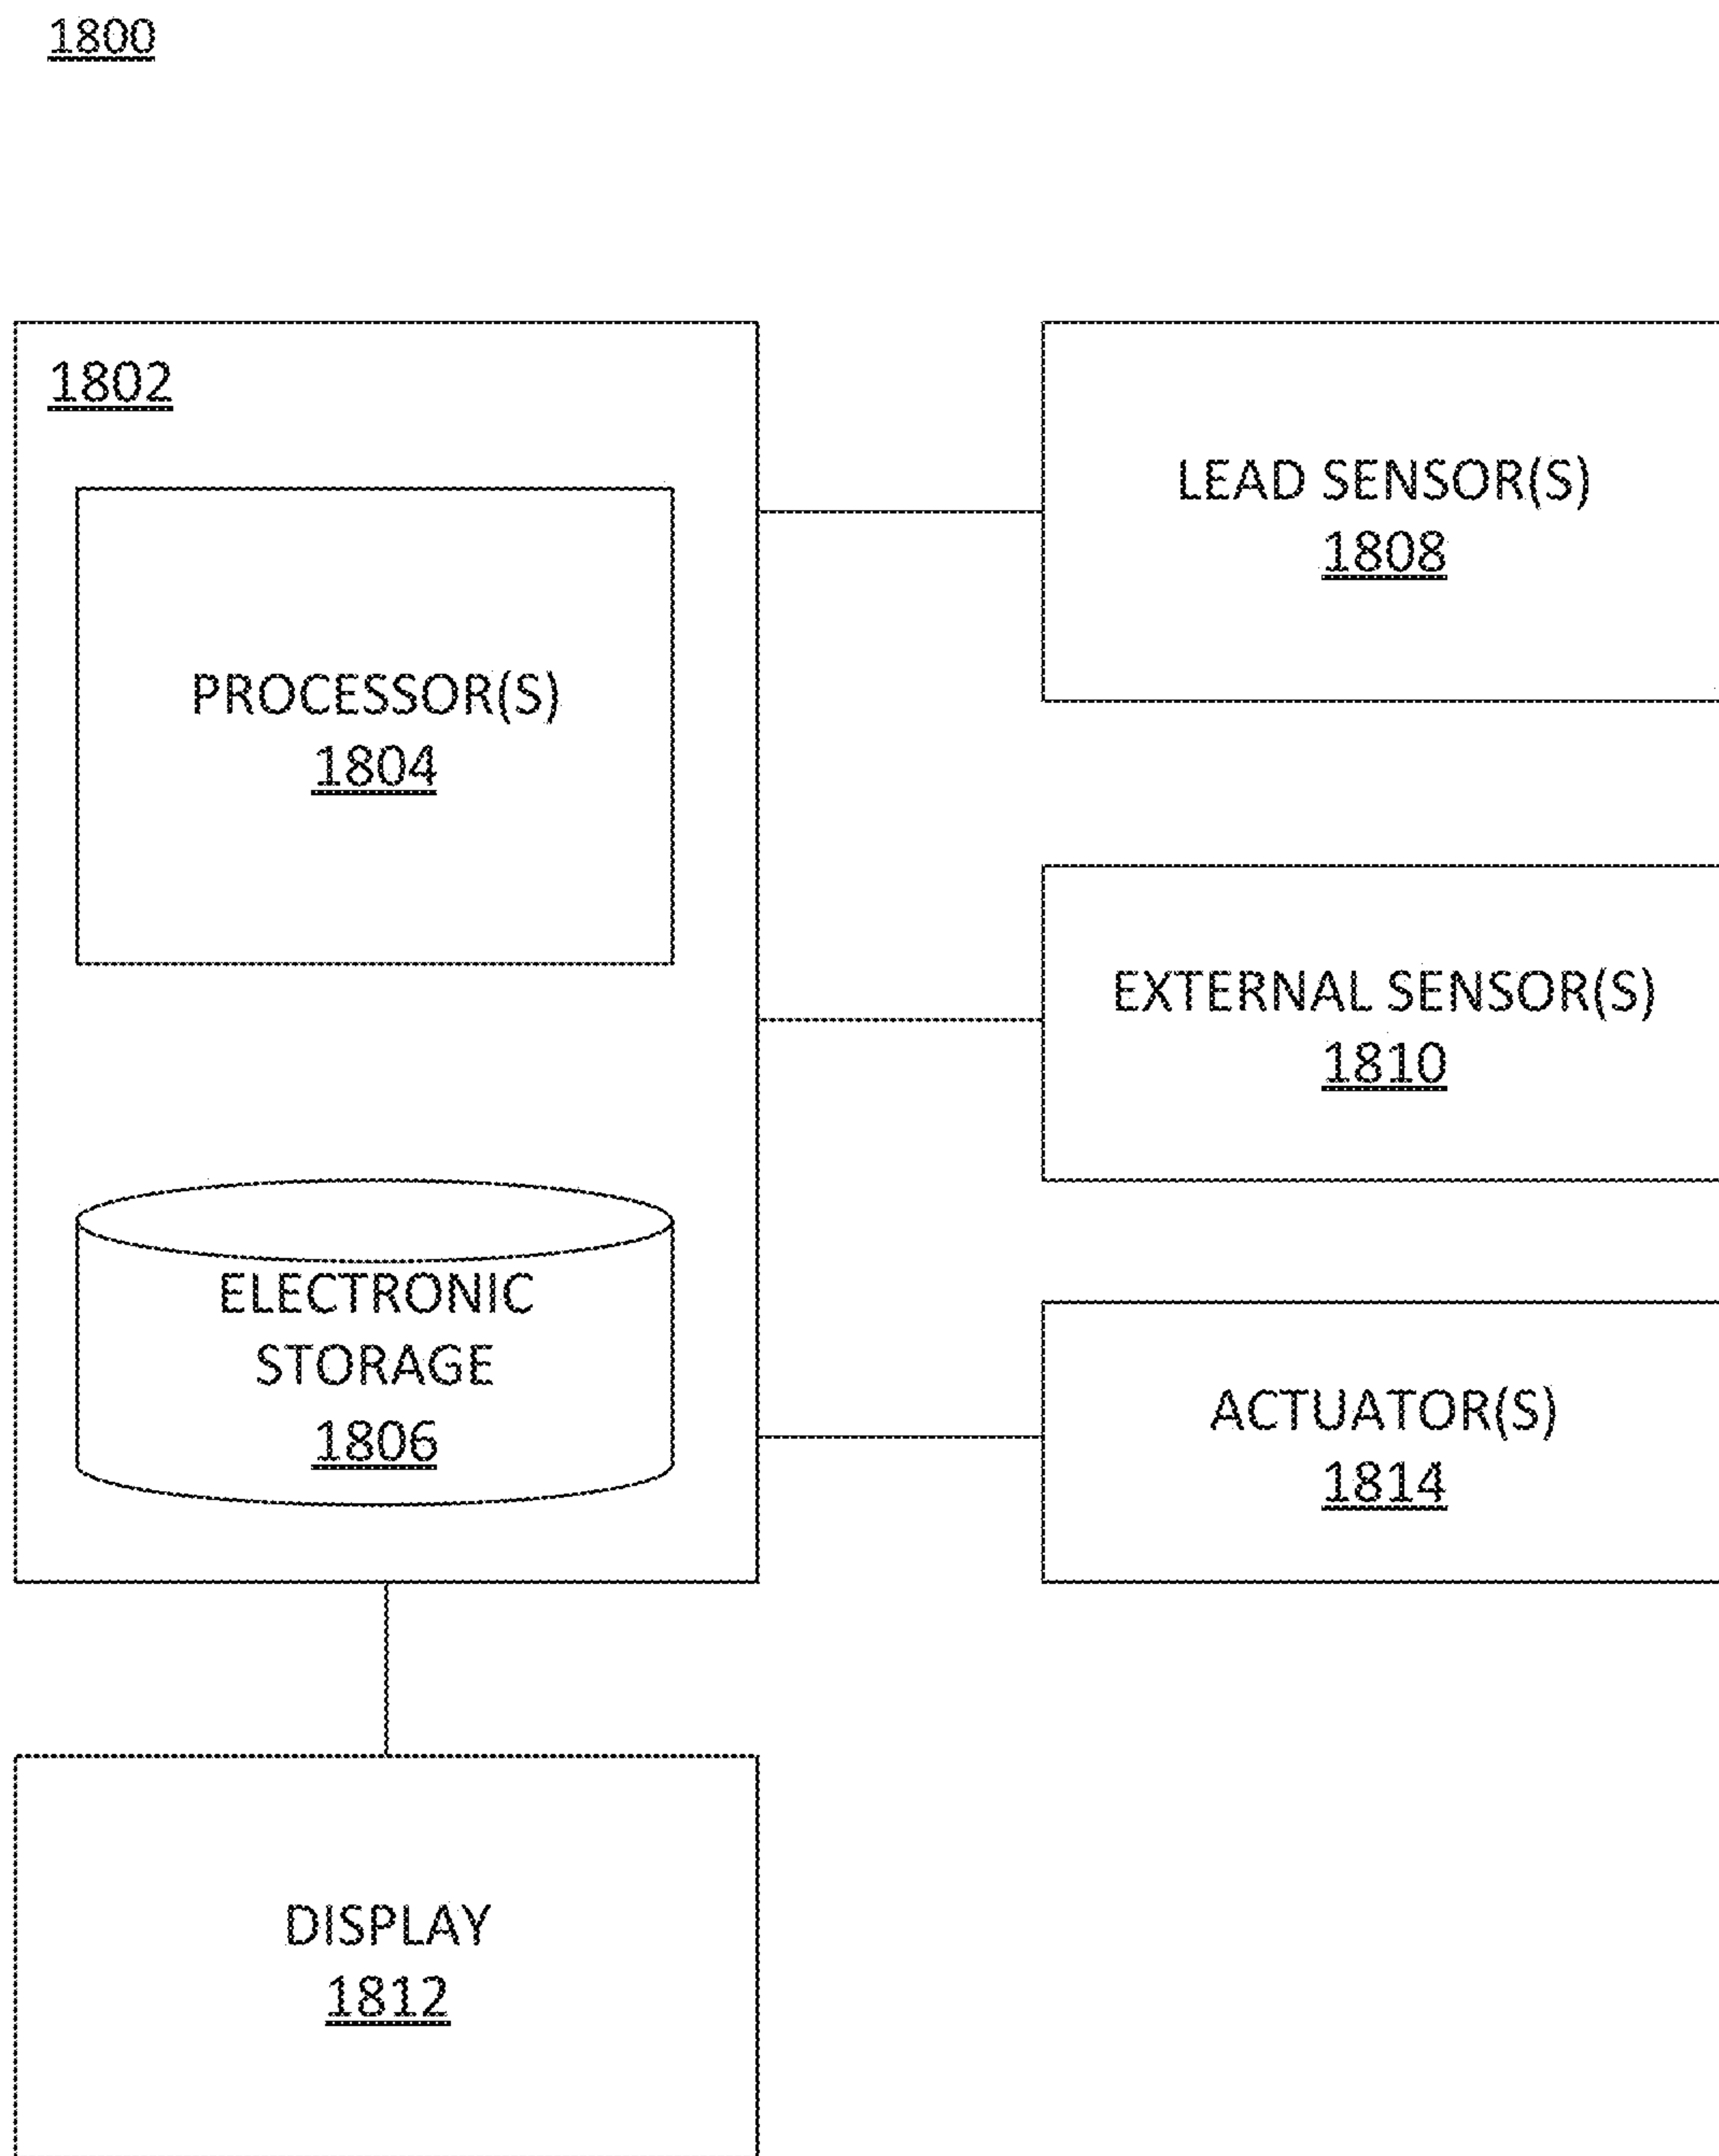 1800
1802
PROCESSOR(S)
1804
ELECTRONIC
STORAGE
1806
LEAD SENSOR(S)
1808
EXTERNAL SENSOR(S)
1810
ACTUATOR(S)
1814
DISPLAY
1812